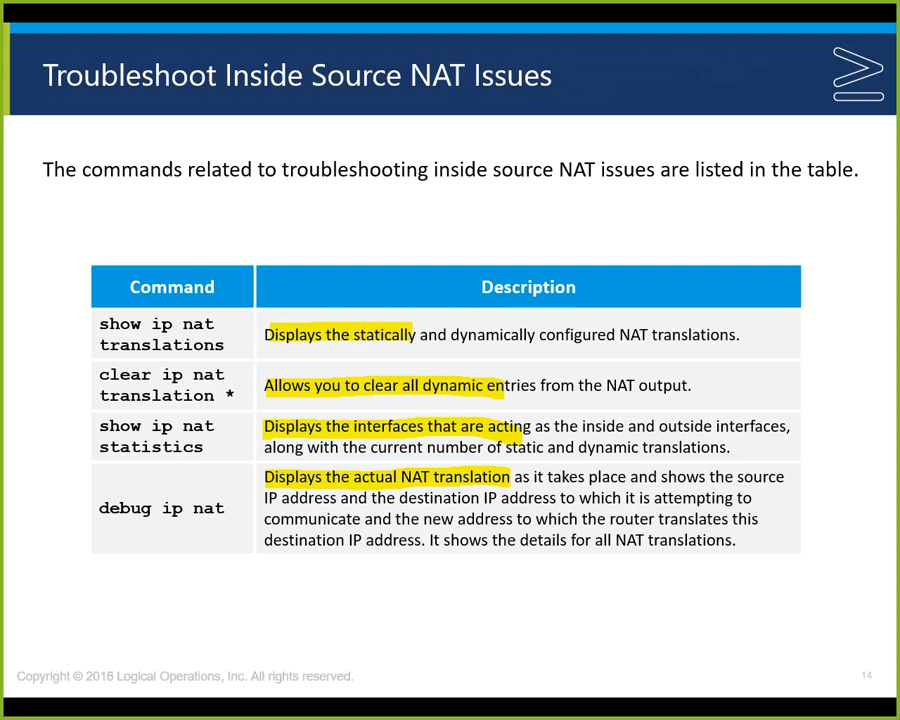 Troubleshoot Inside Source NAT Issues
The commands related to troubleshooting inside source NAT issues are listed in the table.
Command
Description
show ip nat
translations
Displays the statically and dynamically configured NAT translations.
clear ip nat
translation *
Allows you to clear all dynamic entries from the NAT output.
show ip nat
statistics
Displays the interfaces that are acting as the inside and outside interfaces,
along with the current number of static and dynamic translations.
debug ip nat
Displays the actual NAT translation as it takes place and shows the source
IP address and the destination IP address to which it is attempting to
communicate and the new address to which the router translates this
destination IP address. It shows the details for all NAT translations.
Copyright © 2016 Logical Operations, Inc. All rights reserved.
14